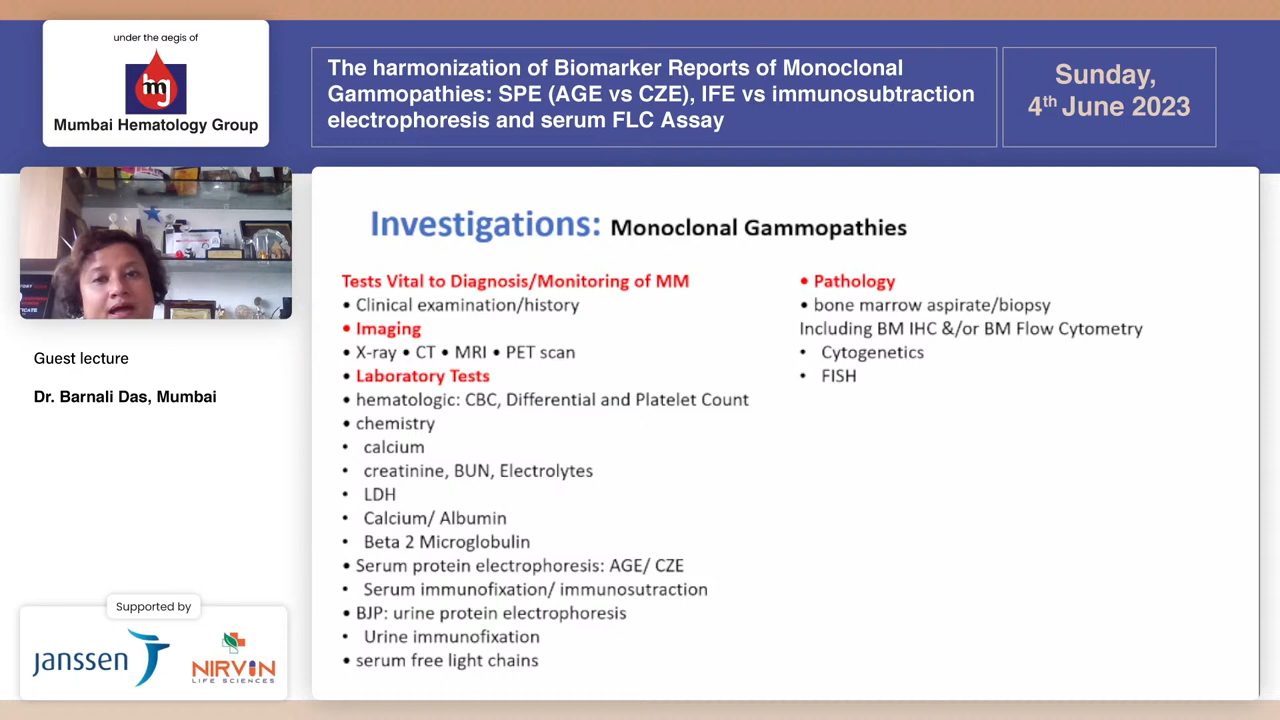 under the aegis of
mg
Mumbai Hematology Group
The harmonization of Biomarker Reports of Monoclonal
Gammopathies: SPE (AGE vs CZE), IFE vs immunosubtraction
electrophoresis and serum FLC Assay
Sunday,
4th June 2023
Guest lecture
Dr. Barnali Das, Mumbai
Supported by
janssen
NIRVIN
LIFE SCIENCES
Investigations: Monoclonal Gammopathies
Tests Vital to Diagnosis/Monitoring of MM
• Clinical examination/history
• Imaging
• X-ray • CT • MRI • PET scan
• Laboratory Tests
• hematologic: CBC, Differential and Platelet Count
• chemistry
• calcium
• creatinine, BUN, Electrolytes
• LDH
• Calcium/ Albumin
• Beta 2 Microglobulin
• Serum protein electrophoresis: AGE/ CZE
• Serum immunofixation/ immunosutraction
• BJP: urine protein electrophoresis
• Urine immunofixation
• serum free light chains
• Pathology
• bone marrow aspirate/biopsy
Including BM IHC &/or BM Flow Cytometry
• Cytogenetics
• FISH